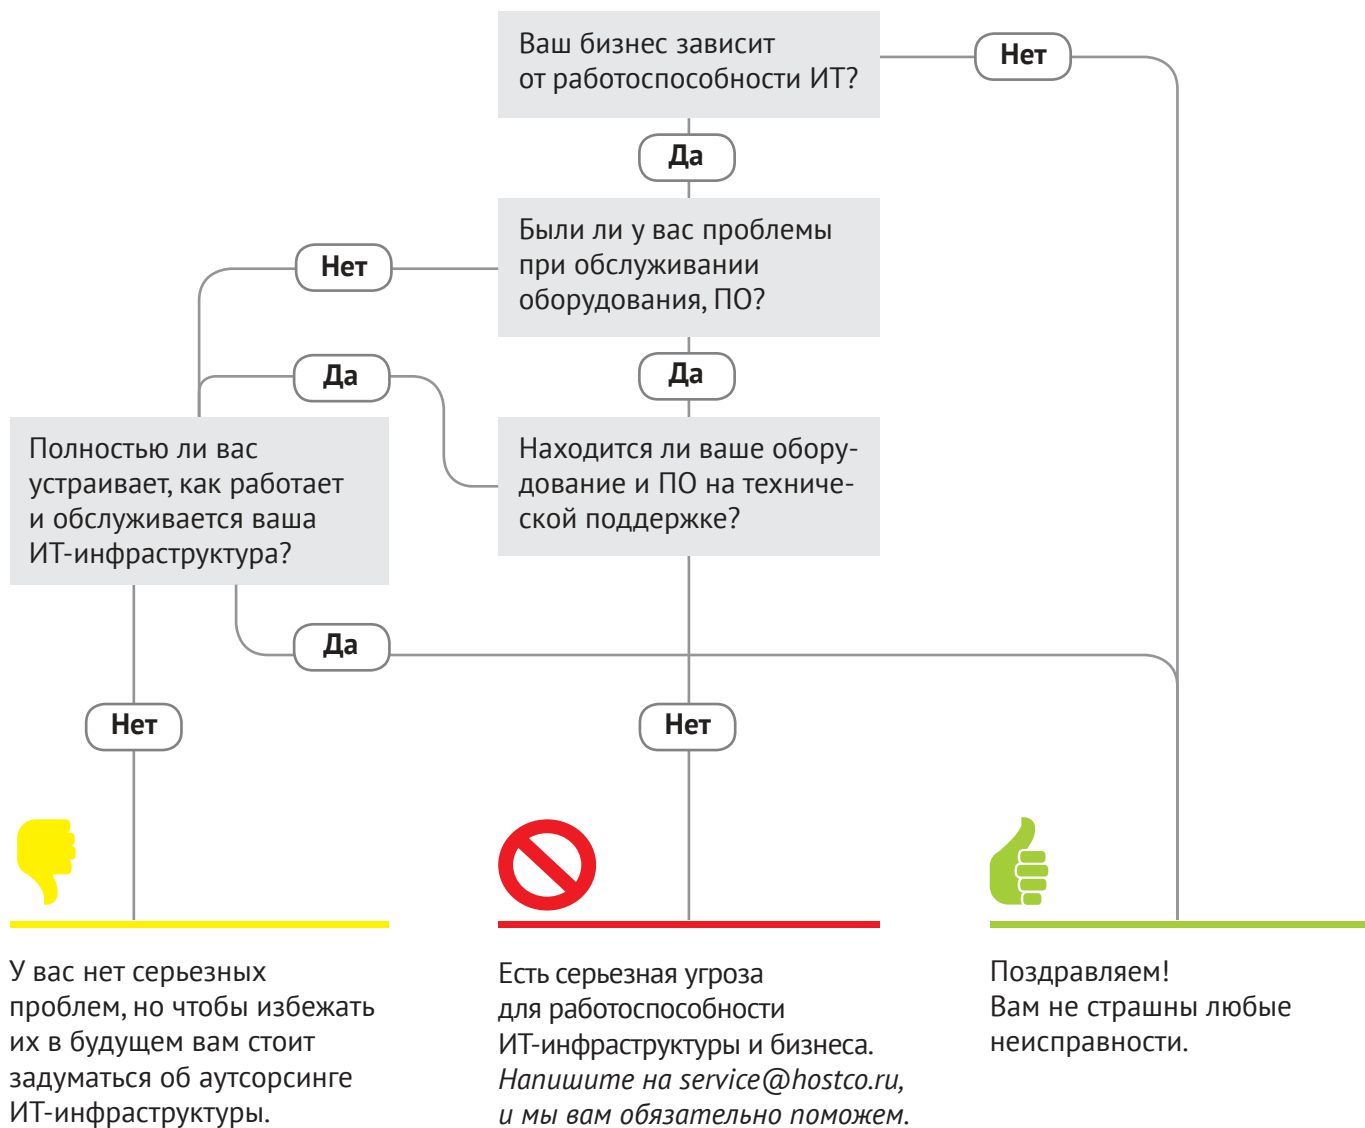 Ваш бизнес зависит
от работоспособности ИТ?
Нет
Да
Были ли у вас проблемы
при обслуживании
оборудования, ПО?
Нет
Да
Да
Полностью ли вас
устраивает, как работает
и обслуживается ваша
ИТ-инфраструктура?
Находится ли ваше обору-
дование и ПО на техниче-
ской поддержке?
Да
Нет
Нет
У вас нет серьезных
проблем, но чтобы избежать
их в будущем вам стоит
задуматься об аутсорсинге
ИТ-инфраструктуры.
Есть серьезная угроза
для работоспособности
ИТ-инфраструктуры и бизнеса.
Напишите на service@hostco.ru,
и мы вам обязательно поможем.
Поздравляем!
Вам не страшны любые
неисправности.